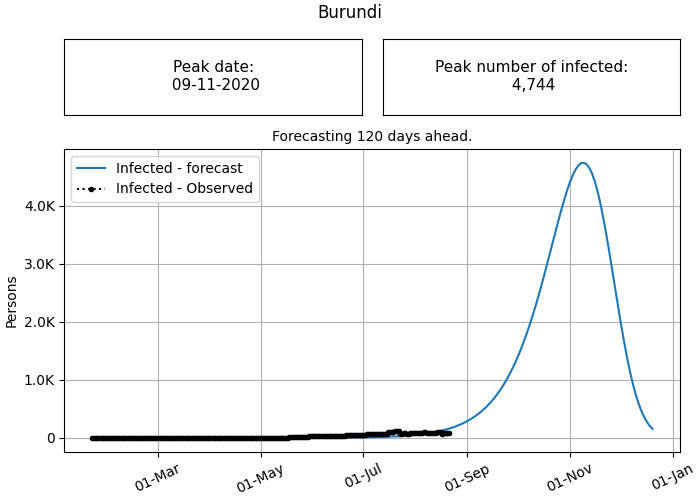 Burundi
Peak date:
09-11-2020
Peak number of infected:
4,744
Forecasting 120 days ahead.
Infected - forecast
Infected - Observed
4.0K
3.0K
2.0K
1.0K
0
Persons
01-Mar
01-May
01-Jul
01-Sep
01-Nov
01-Jan